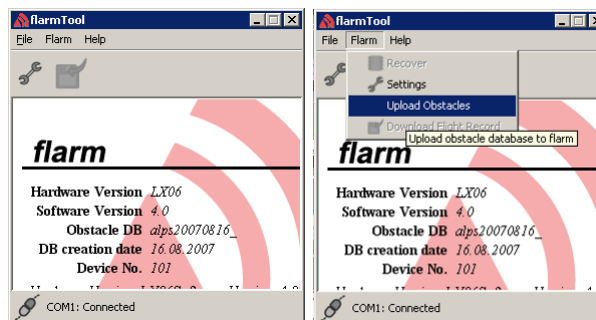 flarmTool
File Flarm Help
flarm
Hardware Version LX06
Software Version 4.0
Obstacle DB alps20070816_
DB creation date 16.08.2007
Device No. 101
COM1: Connected
flarmTool
File Flarm Help
Recover
Settings
Upload Obstacles
Download Flight Record
Upload obstacle database to flarm
flarm
Hardware Version LX06
Software Version 4.0
Obstacle DB alps20070816_
DB creation date 16.08.2007
Device No. 101
COM1: Connected